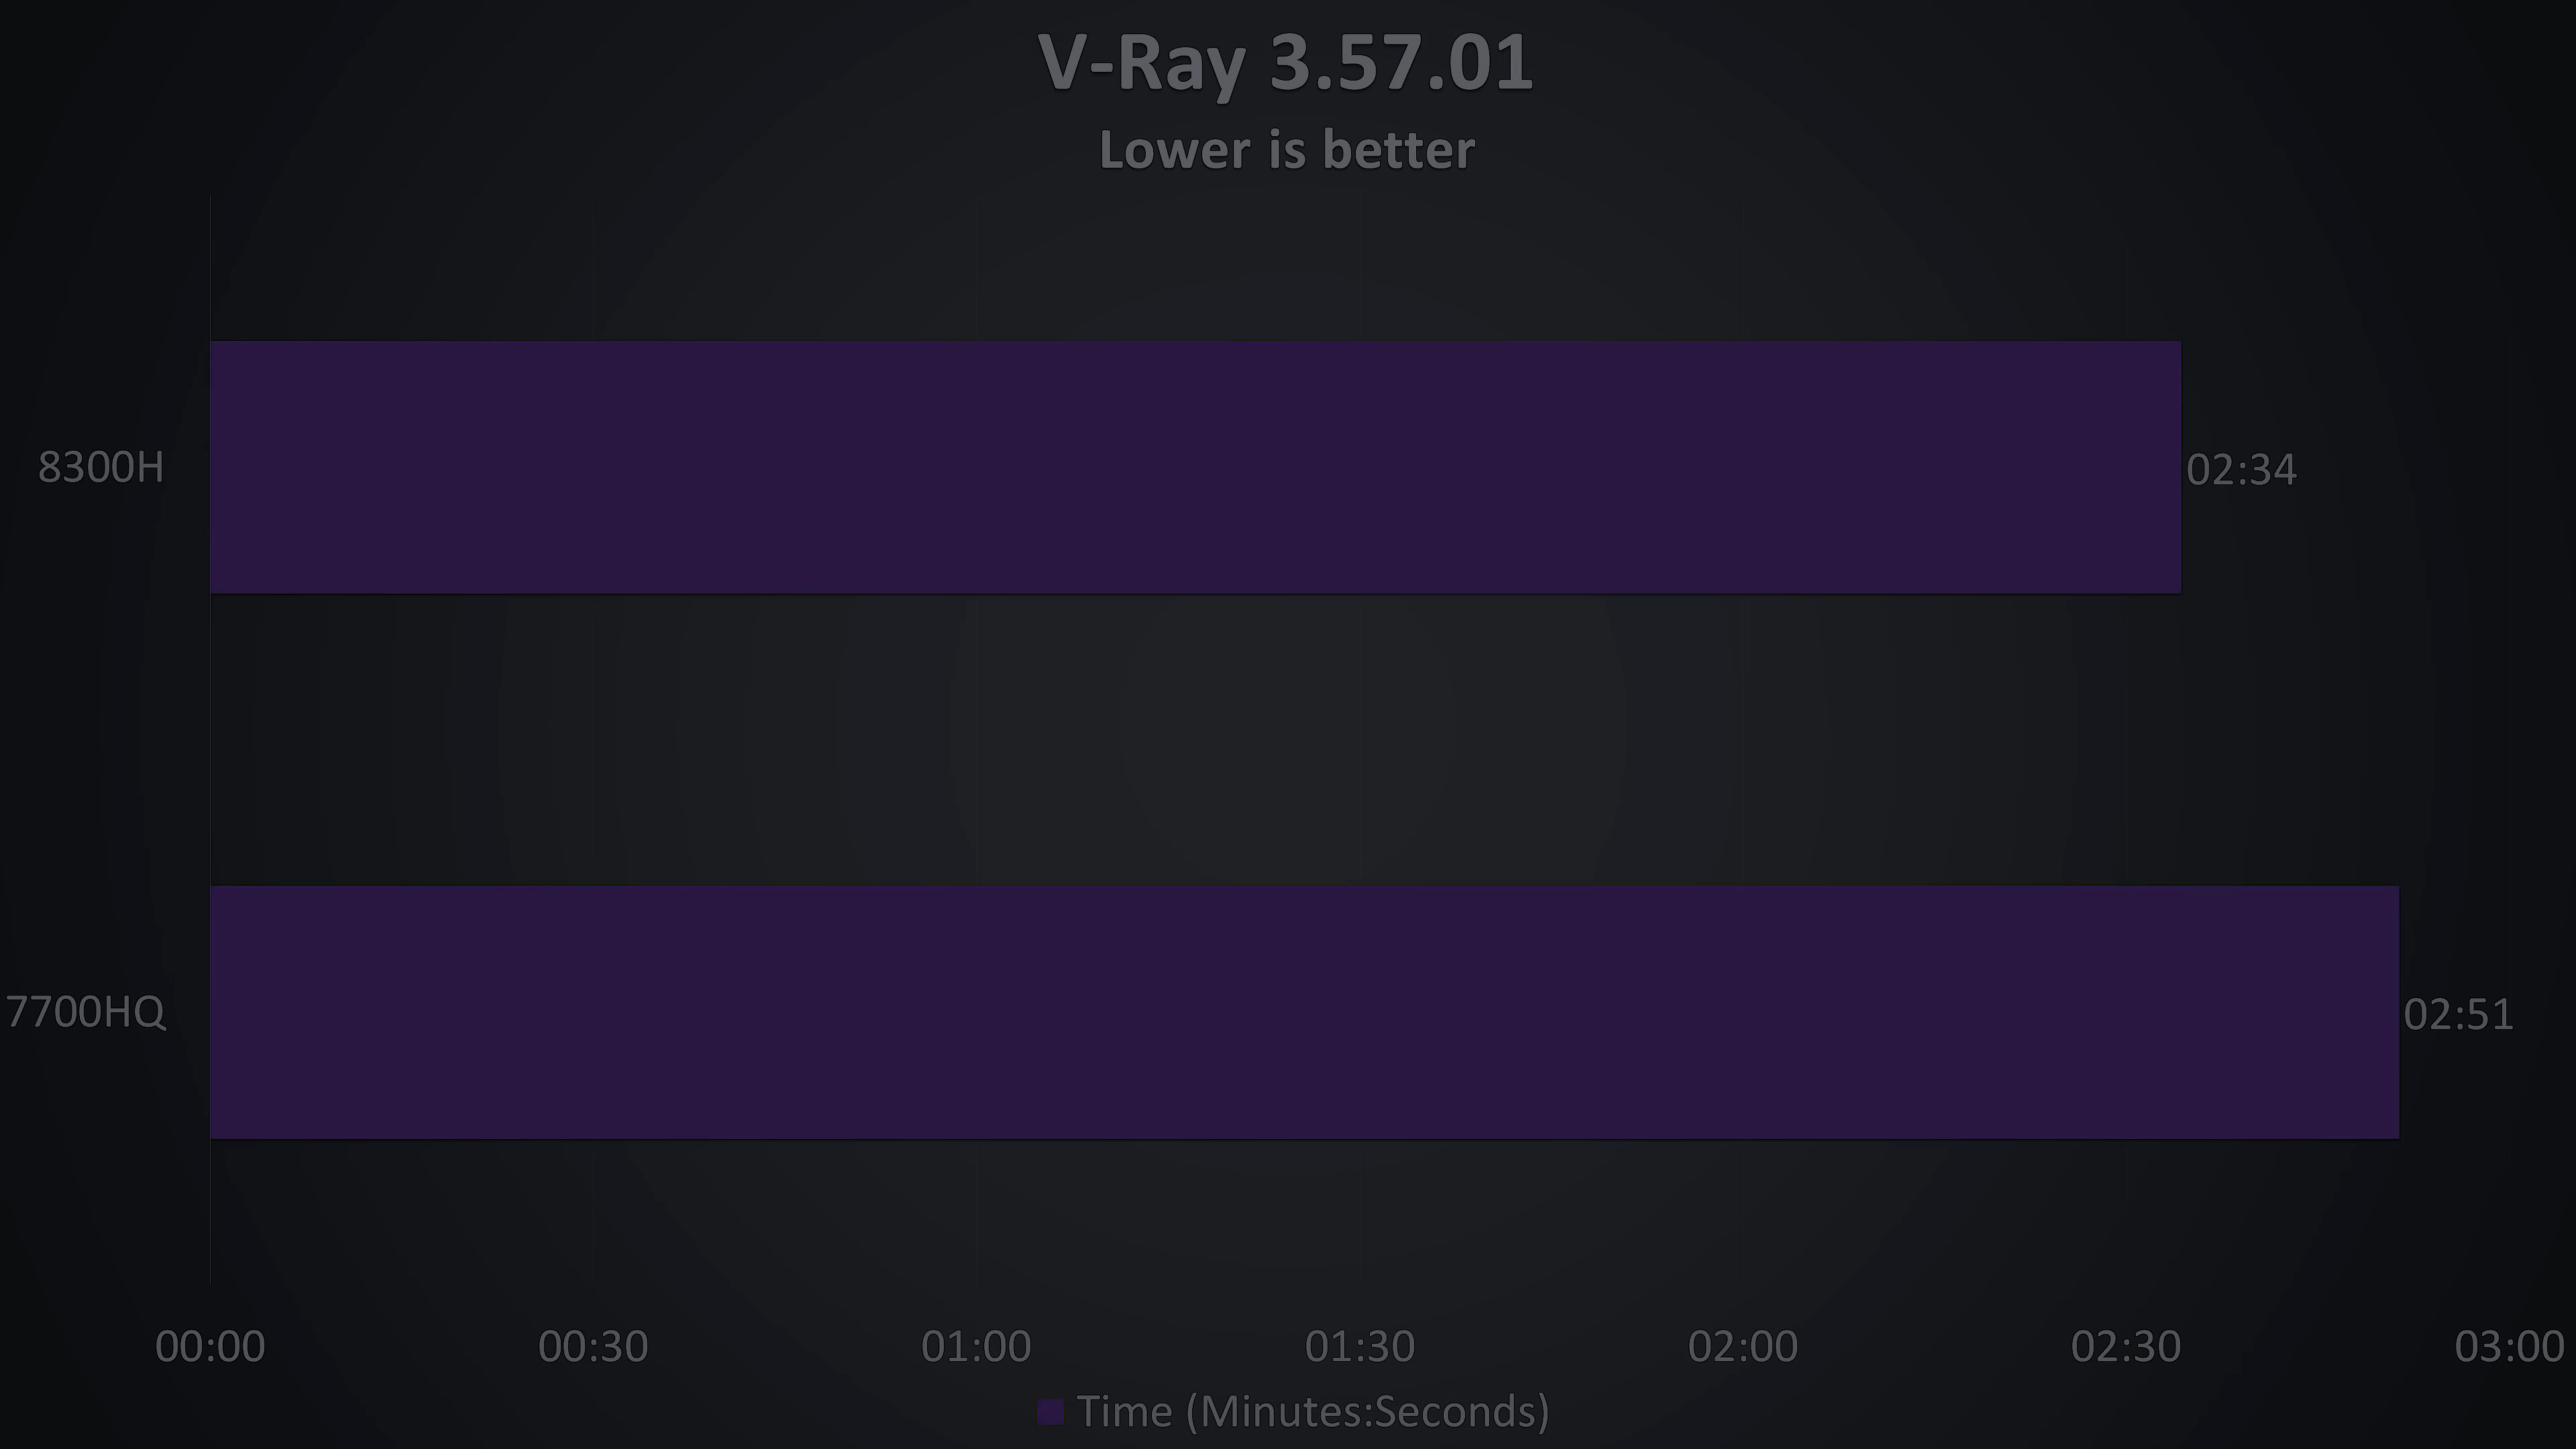 V-Ray 3.57.01
Lower is better
8300H
02:34
7700HQ
02:51
00:00 00:30 01:00 01:30 02:00 02:30 03:00
Time (Minutes:Seconds)